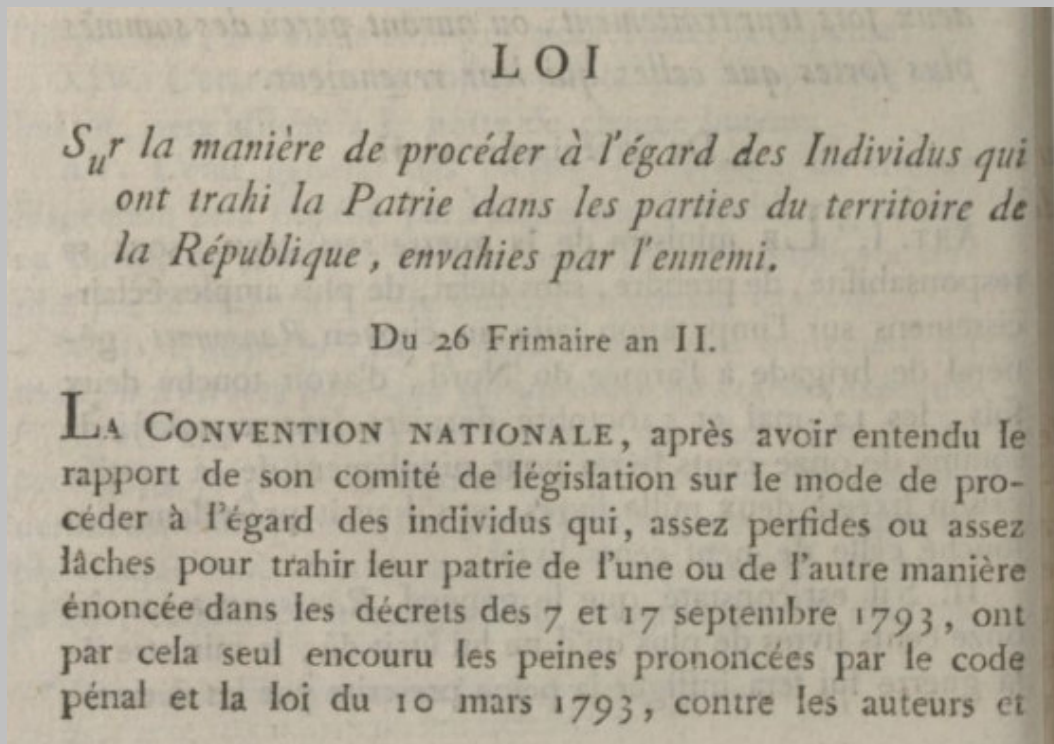 LOI
Sur la manière de procéder à l'égard des Individus qui
ont trahi la Patrie dans les parties du territoire de
la République, envahies par l'ennemi.
Du 26 Frimaire an II.
LA CONVENTION NATIONALE, après avoir entendu le
rapport de son comité de législation sur le mode de pro-
céder à l'égard des individus qui, assez perfides ou assez
lâches pour trahir leur patrie de l'une ou de l'autre manière
énoncée dans les décrets des 7 et 17 septembre 1793, ont
par cela seul encouru les peines prononcées par le code
pénal et la loi du 10 mars 1793, contre les auteurs et